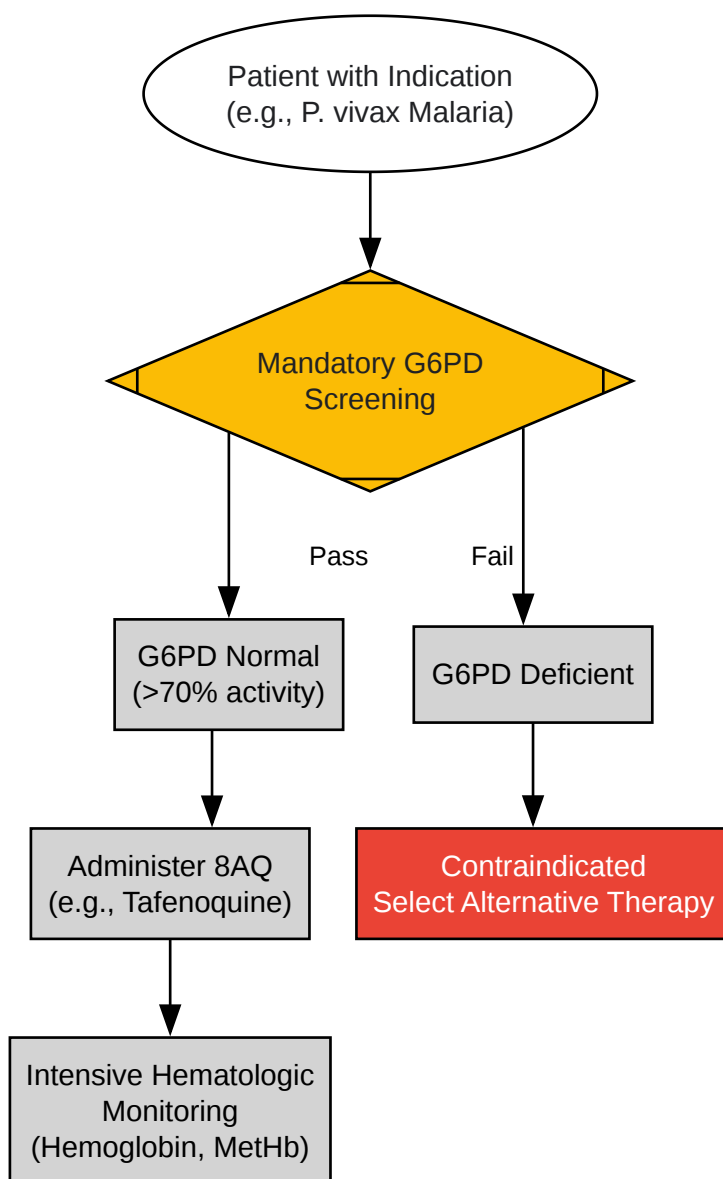 Patient with Indication
(e.g., P. vivax Malaria)
Mandatory G6PD
Screening
Pass
Fail
G6PD Normal
(>70% activity)
G6PD Deficient
Administer 8AQ
(e.g., Tafenoquine)
Contraindicated
Select Alternative Therapy
Intensive Hematologic
Monitoring
(Hemoglobin, MetHb)